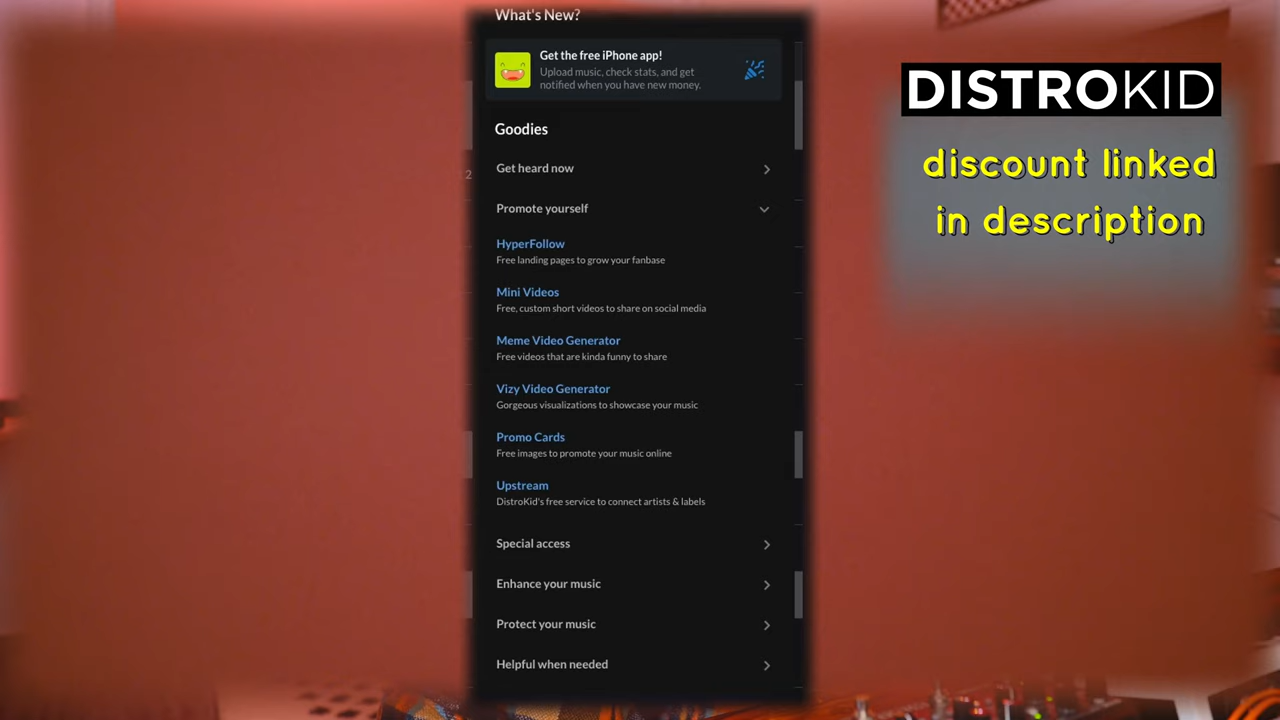 What's New?
Get the free iPhone app!
Upload music, check stats, and get
notified when you have new money.
Goodies
Get heard now
2
Promote yourself
HyperFollow
Free landing pages to grow your fanbase
Mini Videos
Free, custom short videos to share on social media
Meme Video Generator
Free videos that are kinda funny to share
Vizy Video Generator
Gorgeous visualizations to showcase your music
Promo Cards
Free images to promote your music online
Upstream
DistroKid's free service to connect artists & labels
Special access
Enhance your music
Protect your music
Helpful when needed
DISTROKID
discount linked
in description